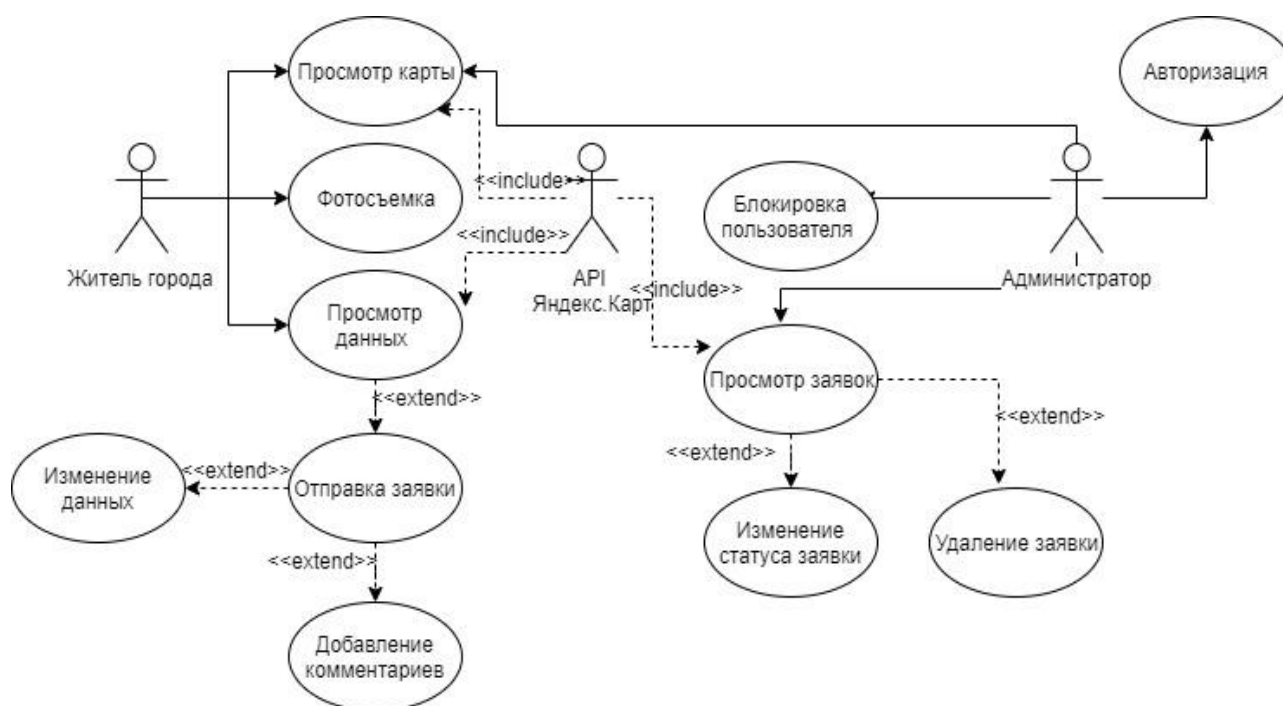 Просмотр карты
Авторизация
<<include>>
Фотосъемка
Блокировка
пользователя
<<include>>
Житель города
API
Яндекс.Карт
<<include>>
Администратор
Просмотр
данных
Просмотр заявок
<<extend>>
<<extend>>
<<extend>>
<<extend>>
Изменение
данных
Отправка заявки
Изменение
статуса заявки
Удаление заявки
<<extend>>
Добавление
комментариев